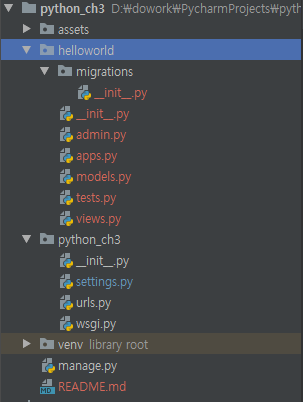 python_ch3 D:₩dowork₩PycharmProjects₩pyth
assets
helloworld
migrations
__init__.py
__init__.py
admin.py
apps.py
models.py
tests.py
views.py
python_ch3
__init__.py
settings.py
urls.py
wsgi.py
venv library root
manage.py
MD README.md